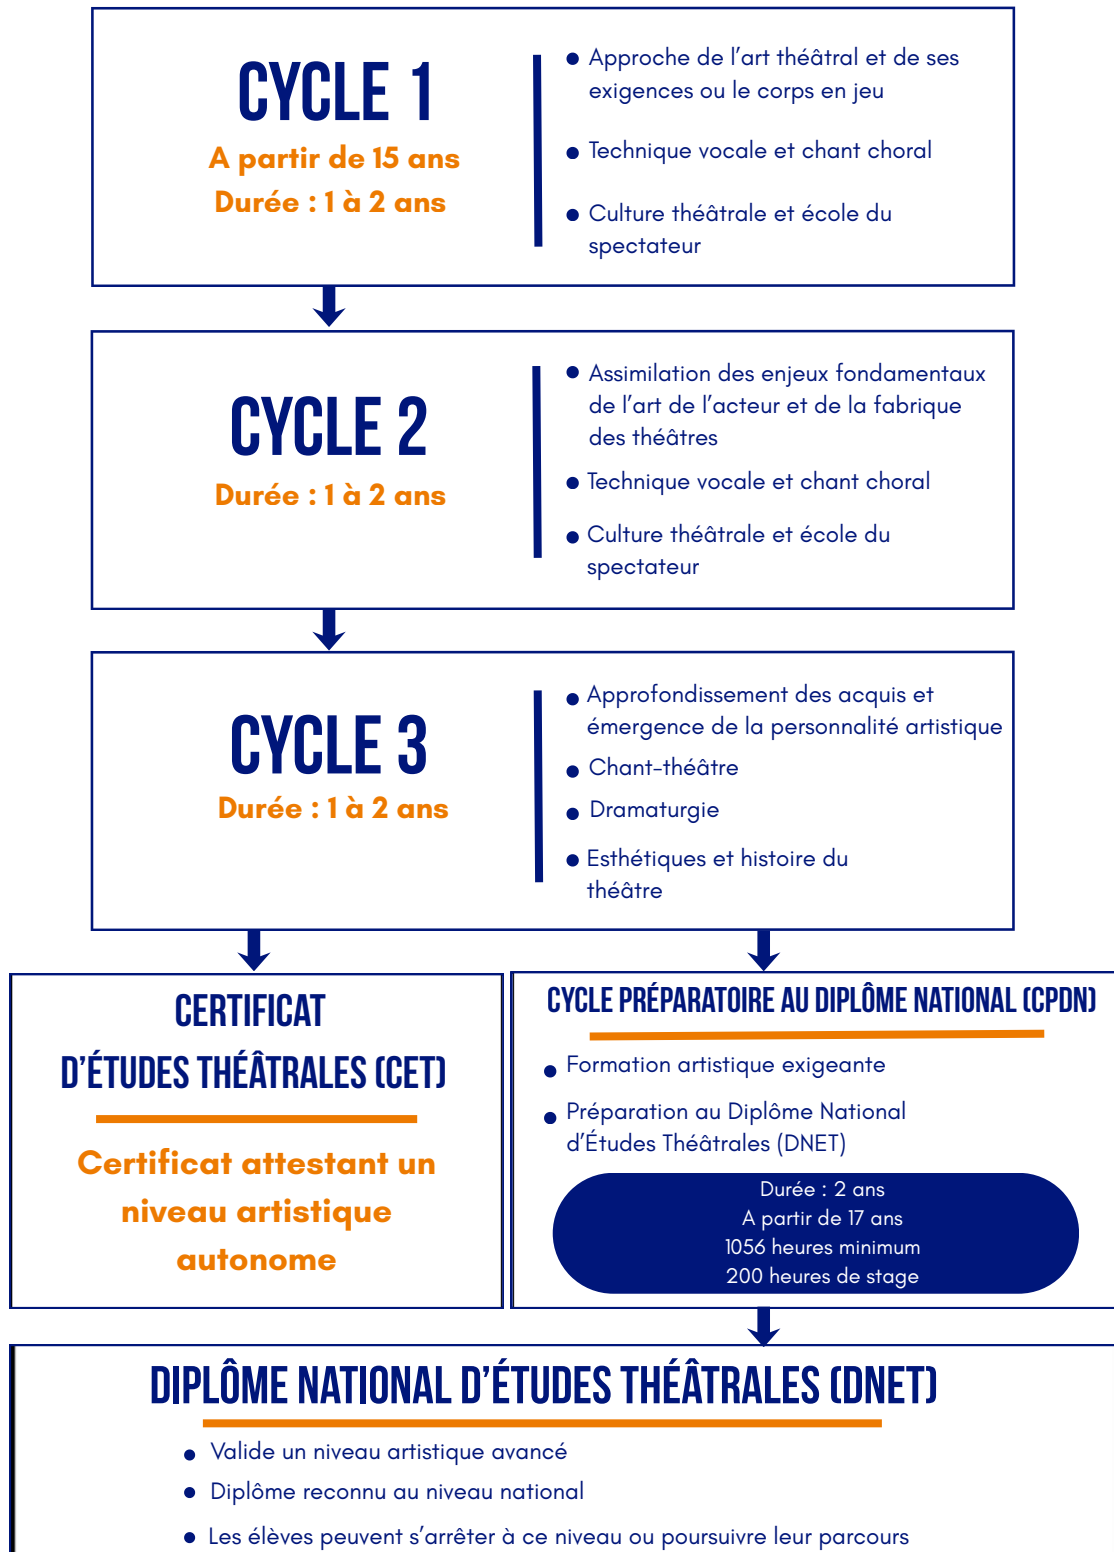 CYCLE 1
A partir de 15 ans
Durée : 1 à 2 ans
• Approche de l'art théâtral et de ses
exigences ou le corps en jeu
• Technique vocale et chant choral
• Culture théâtrale et école du
spectateur
CYCLE 2
Durée : 1 à 2 ans
• Assimilation des enjeux fondamentaux
de l'art de l'acteur et de la fabrique
des théâtres
• Technique vocale et chant choral
• Culture théâtrale et école du
spectateur
CYCLE 3
Durée : 1 à 2 ans
• Approfondissement des acquis et
émergence de la personnalité artistique
• Chant-théâtre
• Dramaturgie
• Esthétiques et histoire du
théâtre
CERTIFICAT
D'ÉTUDES THÉÂTRALES (CET)
Certificat attestant un
niveau artistique
autonome
CYCLE PRÉPARATOIRE AU DIPLÔME NATIONAL (CPDN)
• Formation artistique exigeante
• Préparation au Diplôme National
d'Études Théâtrales (DNET)
Durée : 2 ans
A partir de 17 ans
1056 heures minimum
200 heures de stage
DIPLÔME NATIONAL D'ÉTUDES THÉÂTRALES (DNET)
• Valide un niveau artistique avancé
• Diplôme reconnu au niveau national
• Les élèves peuvent s'arrêter à ce niveau ou poursuivre leur parcours